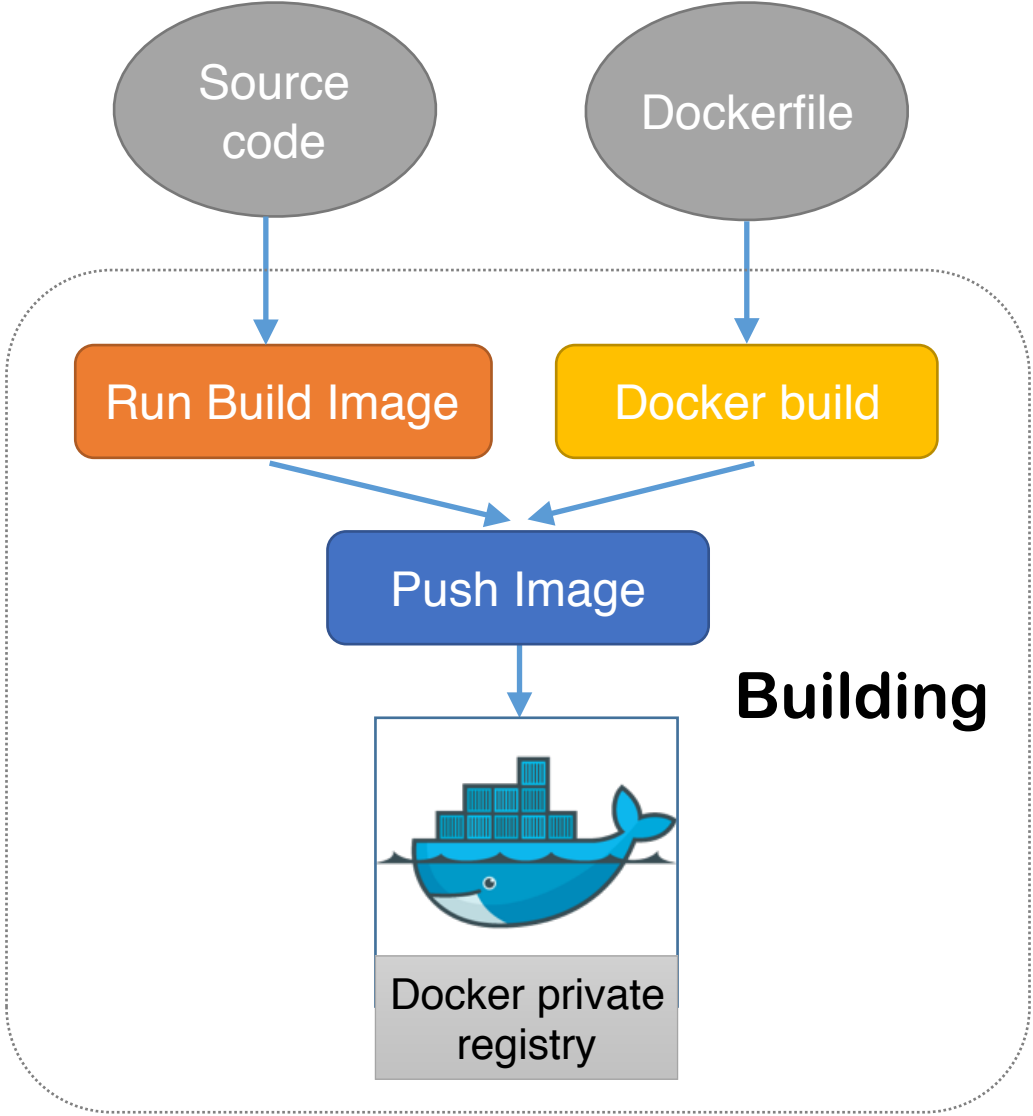 Source
code
Dockerfile
Run Build Image
Docker build
Push Image
Building
Docker private
registry